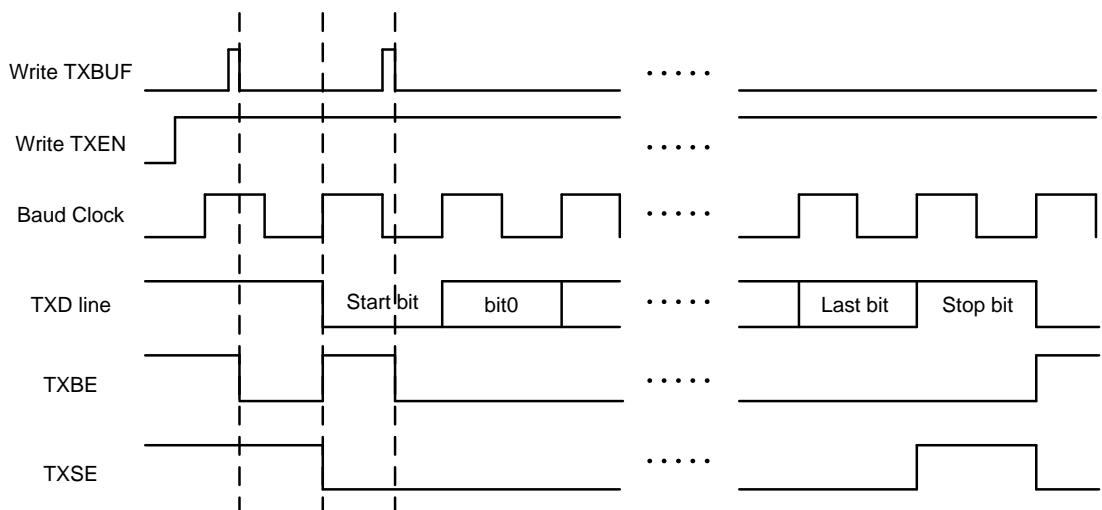 Write TXBUF
.....
Write TXEN
.....
Baud Clock
.....
TXD line
Start bit
bit0
.....
Last bit
Stop bit
TXBE
.....
TXSE
.....